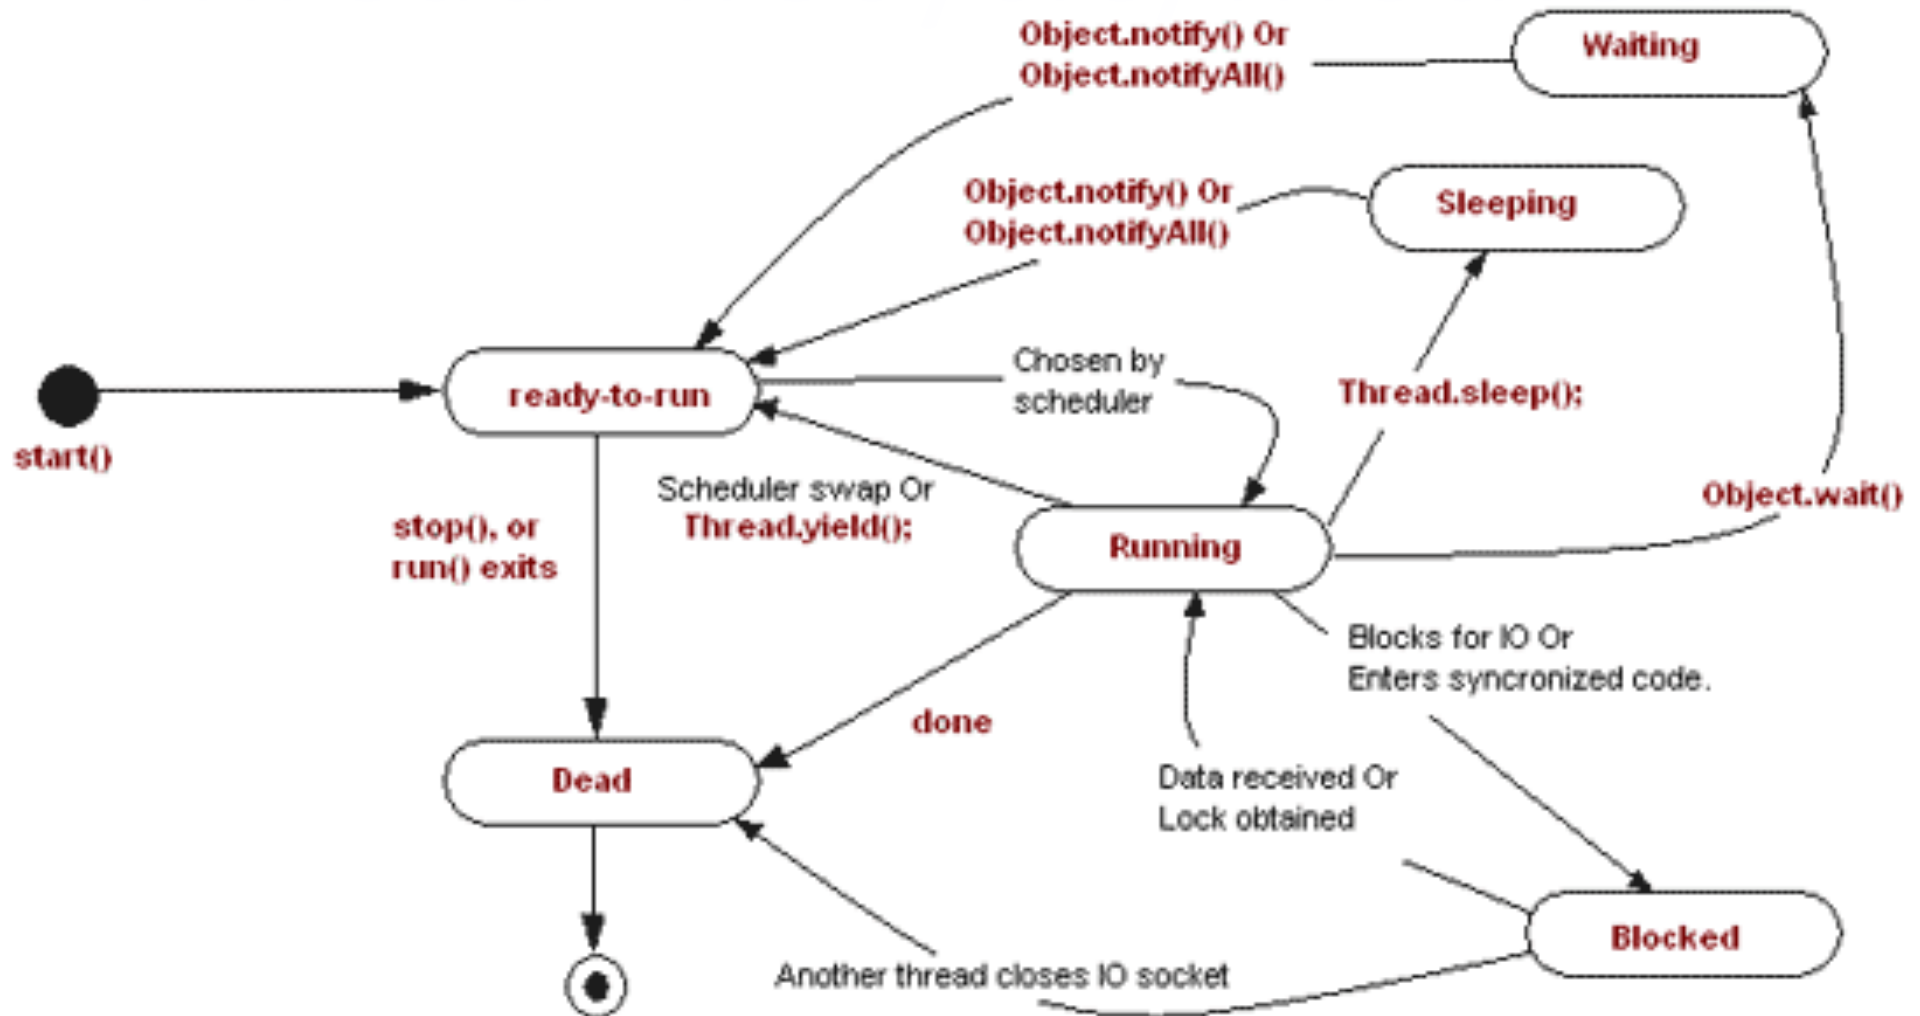 Object.notify() Or
Object.notifyAll()
Waiting
Object.notify() Or
Object.notifyAll()
Sleeping
Chosen by
scheduler
ready-to-run
Thread.sleep();
start()
Scheduler swap Or
Thread.yield();
Object.wait()
stop(), or
run() exits
Running
Blocks for IO Or
Enters syncronized code.
done
Dead
Data received Or
Lock obtained
Blocked
Another thread closes IO socket